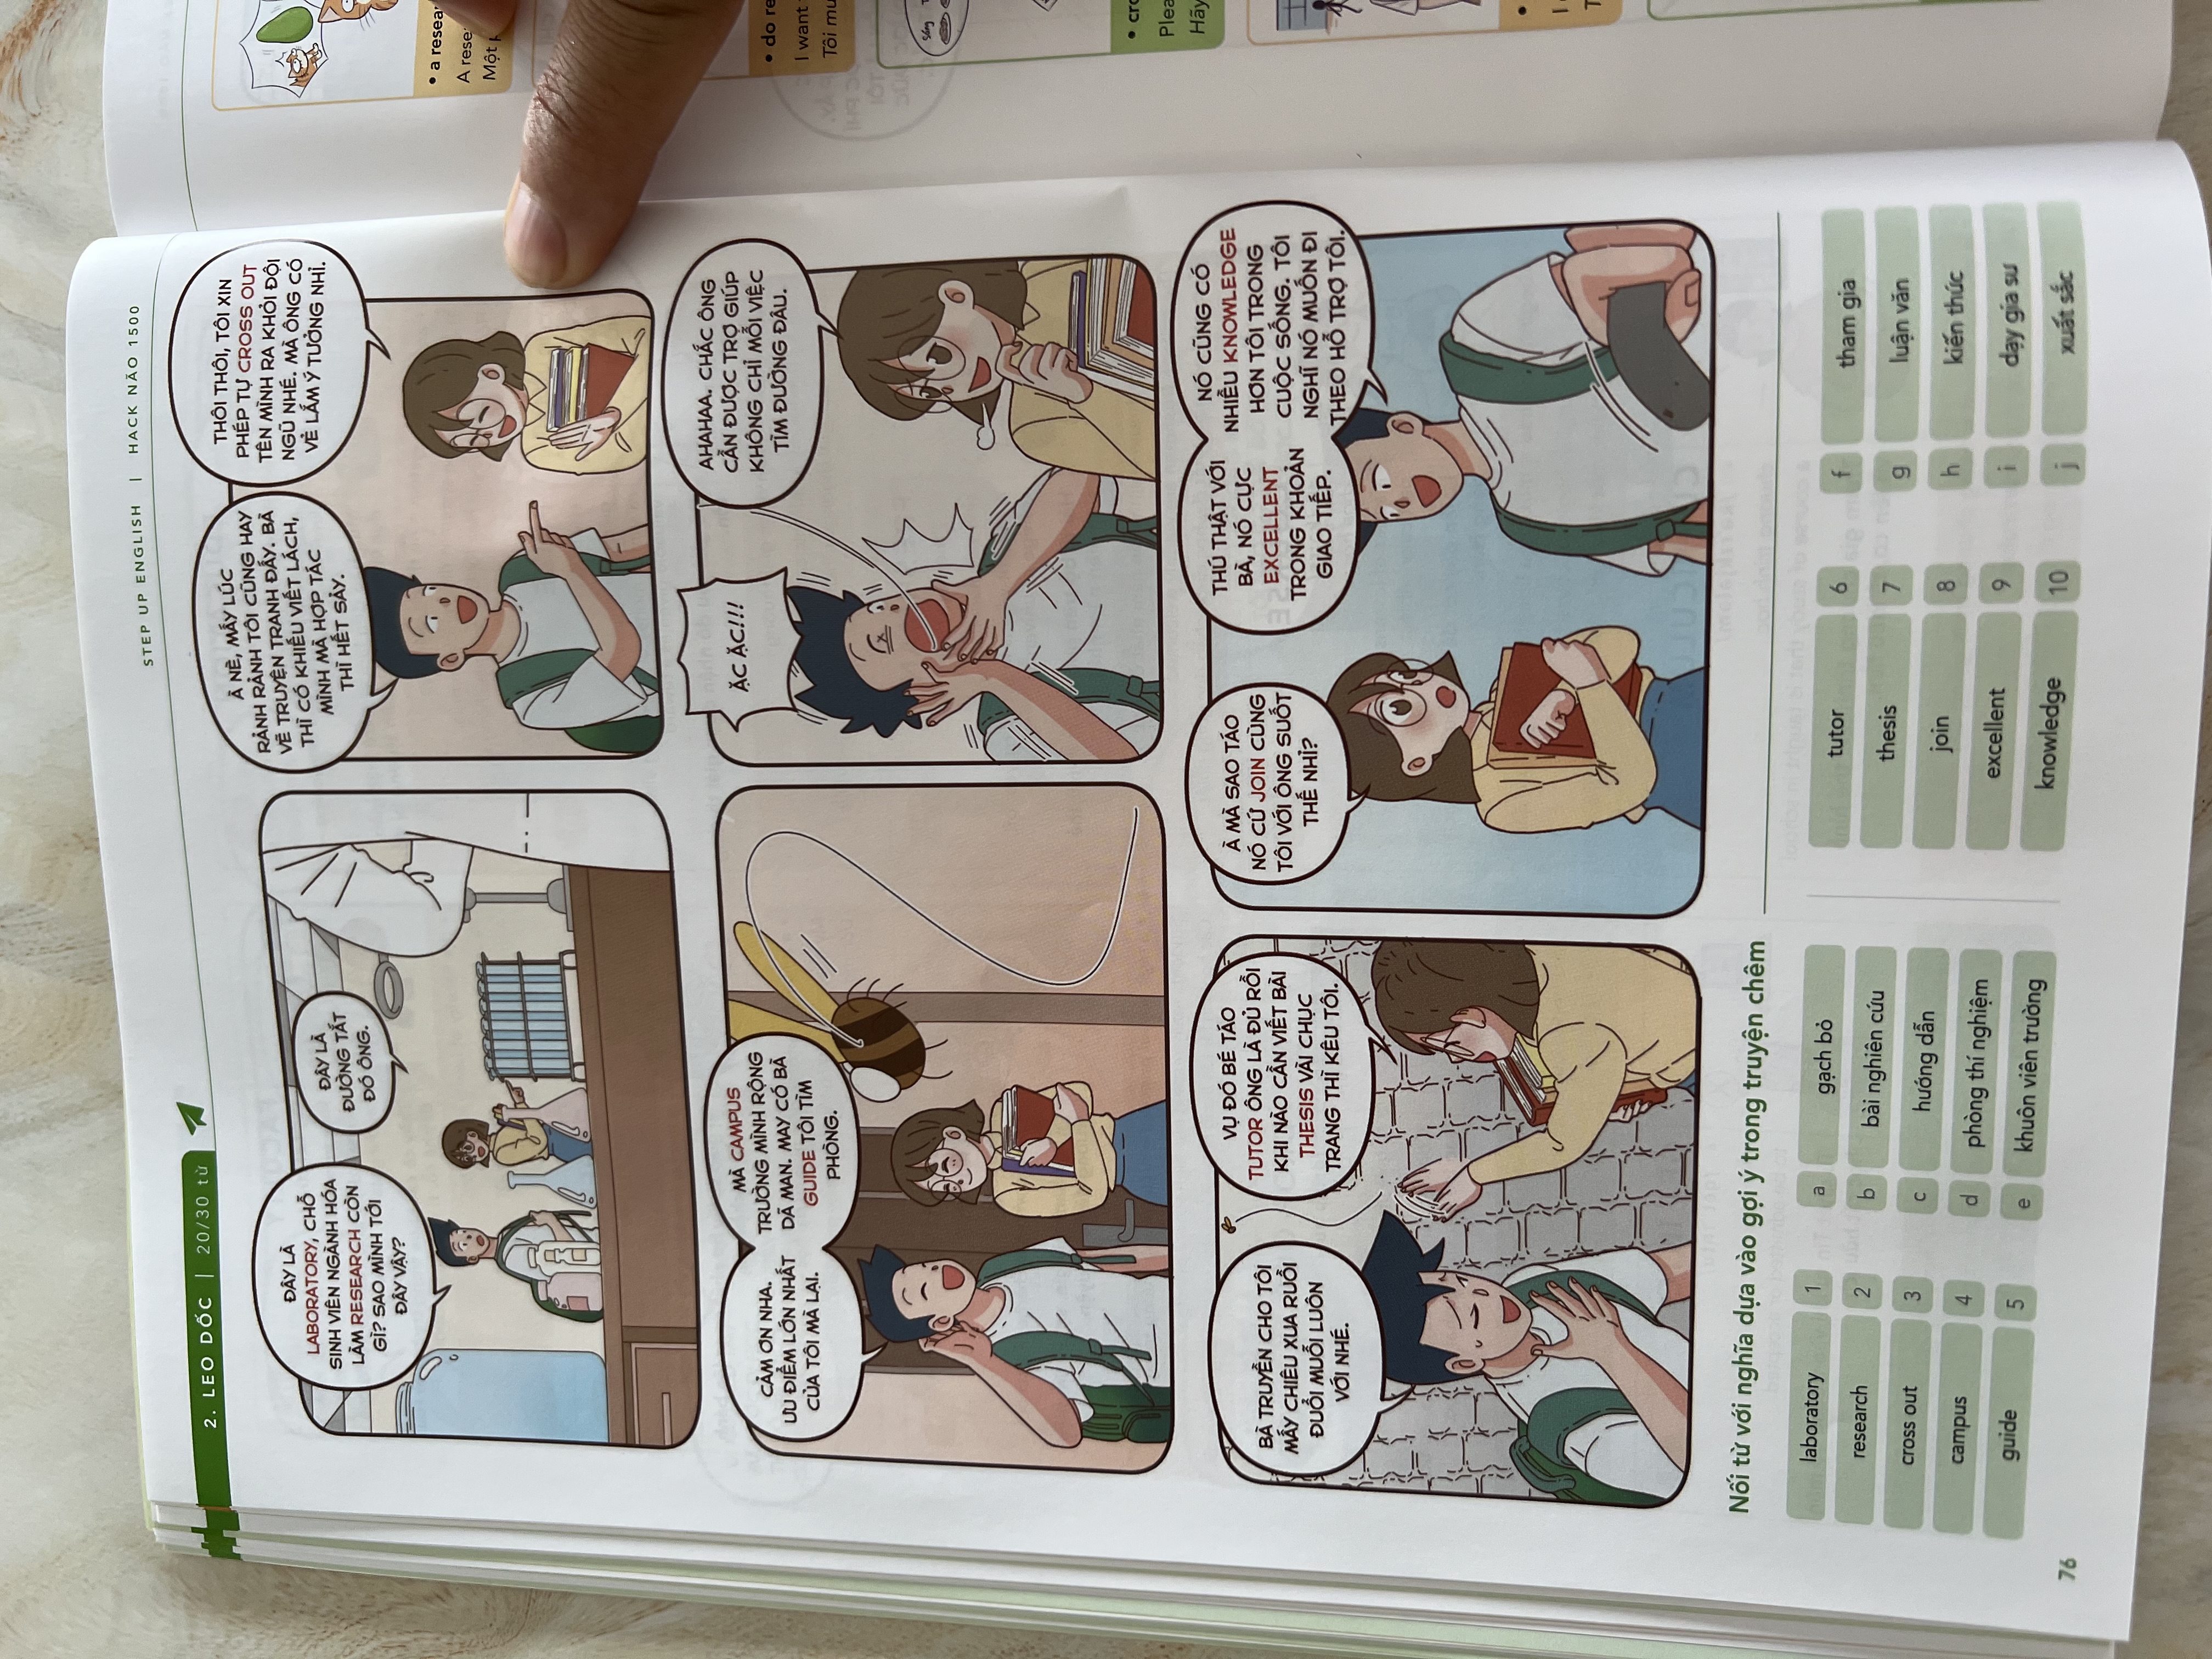 STEP UP ENGLISH | HACK NÃO 1500
2. LEO DỐC | 20/30 từ
ĐÂY LÀ
LABORATORY, CHỖ
SINH VIÊN NGÀNH HÓA
LÀM RESEARCH CÒN
GÌ? SAO MÌNH TỚI
ĐÂY VẬY?
ĐÂY LÀ
ĐƯỜNG TẮT
ĐÓ ÔNG.
À NÈ, MẤY LÚC
RẢNH RẢNH TÔI CŨNG HAY
VẼ TRUYỆN TRANH ĐẤY. BÀ
THÌ CÓ KHIẾU VIẾT LÁCH,
MÌNH MÀ HỢP TÁC
THÌ HẾT SẢY.
THÔI THÔI, TÔI XIN
PHÉP TỰ CROSS OUT
TÊN MÌNH RA KHỎI ĐỘI
NGŨ NHÉ. MÀ ÔNG CÓ
VẺ LẮM Ý TƯỞNG NHỈ.
CẢM ƠN NHA.
ƯU ĐIỂM LỚN NHẤT
CỦA TÔI MÀ LẠI.
MÀ CAMPUS
TRƯỜNG MÌNH RỘNG
DÃ MAN. MAY CÓ BÀ
GUIDE TÔI TÌM
PHÒNG.
ẶC ẶC!!!
AHAHAA. CHẮC ÔNG
CẦN ĐƯỢC TRỢ GIÚP
KHÔNG CHỈ MỖI VIỆC
TÌM ĐƯỜNG ĐÂU.
BÀ TRUYỀN CHO TÔI
MẤY CHIÊU XUA RUỒI
ĐUỔI MUỖI LUÔN
VỚI NHÉ.
VỤ ĐÓ BÉ TÁO
TUTOR ÔNG LÀ ĐỦ RỒI
KHI NÀO CẦN VIẾT BÀI
THESIS VÀI CHỤC
TRANG THÌ KÊU TÔI.
À MÀ SAO TÁO
NÓ CỨ JOIN CÙNG
TÔI VỚI ÔNG SUỐT
THẾ NHỈ?
THÚ THẬT VỚI
BÀ, NÓ CỰC
EXCELLENT
TRONG KHOẢN
GIAO TIẾP.
NÓ CŨNG CÓ
NHIỀU KNOWLEDGE
HƠN TÔI TRONG
CUỘC SỐNG. TÔI
NGHĨ NÓ MUỐN ĐI
THEO HỖ TRỢ TÔI.
Nối từ với nghĩa dựa vào gợi ý trong truyện chêm
laboratory 1 a gạch bỏ
research 2 b bài nghiên cứu
cross out 3 c hướng dẫn
campus 4 d phòng thí nghiệm
guide 5 e khuôn viên trường
tutor 6 f tham gia
thesis 7 g luận văn
join 8 h kiến thức
excellent 9 i dạy gia sư
knowledge 10 j xuất sắc
76
• a
A
Một
• do
I want
Tôi
Hãy